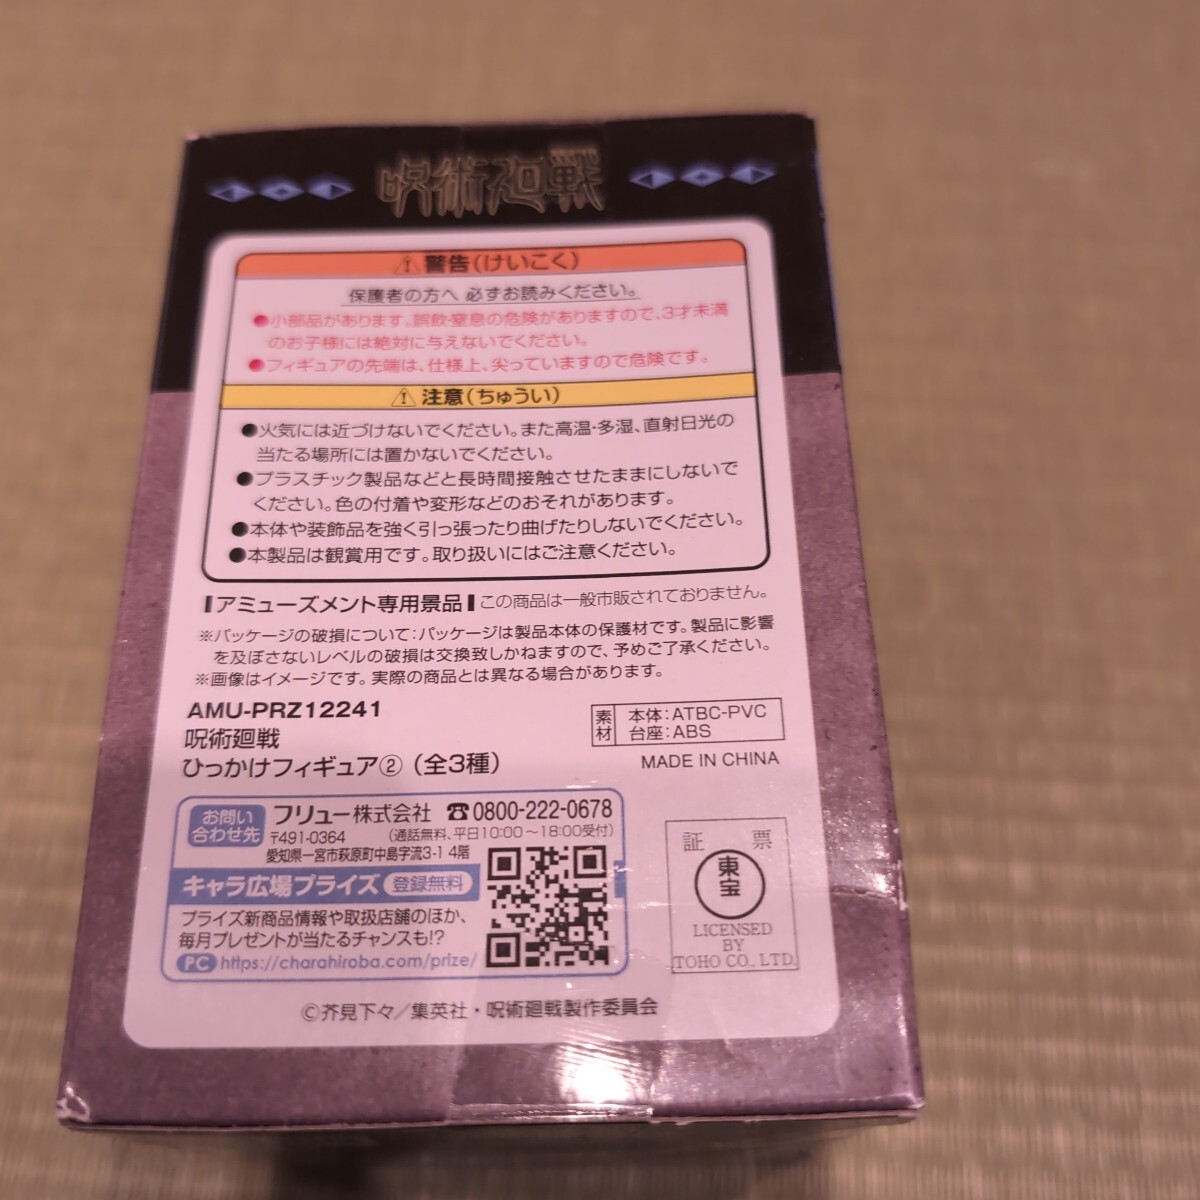 呪術廻戦
⚠警告(けいこく)
保護者の方へ 必ずお読みください。
●小部品があります。誤飲・窒息の危険がありますので、3才未満
のお子様には絶対に与えないでください。
●フィギュアの先端は、仕様上、尖っていますので危険です。
⚠注意(ちゅうい)
●火気には近づけないでください。また高温・多湿、直射日光の
当たる場所には置かないでください。
●プラスチック製品などと長時間接触させたままにしないで
ください。色の付着や変形などのおそれがあります。
●本体や装飾品を強く引っ張ったり曲げたりしないでください。
●本製品は観賞用です。取り扱いにはご注意ください。
アミューズメント専用景品 この商品は一般市販されておりません。
※パッケージの破損について:パッケージは製品本体の保護材です。製品に影響
を及ぼさないレベルの破損は交換致しかねますので、予めご了承ください。
※画像はイメージです。実際の商品とは異なる場合があります。
AMU-PRZ12241
呪術廻戦
ひっかけフィギュア②(全3種)
素材 本体:ATBC-PVC
台座:ABS
MADE IN CHINA
お問い
合わせ先
フリュー株式会社 ☎0800-222-0678
〒491-0364 (通話無料、平日10:00〜18:00受付)
愛知県一宮市萩原町中島字流3-1 4階
キャラ広場プライズ 登録無料
プライズ新商品情報や取扱店舗のほか、
毎月プレゼントが当たるチャンスも!?
PC https://charahiroba.com/prize/
証 票
東宝
LICENSED
BY
TOHO CO., LTD.
©芥見下々/集英社・呪術廻戦製作委員会